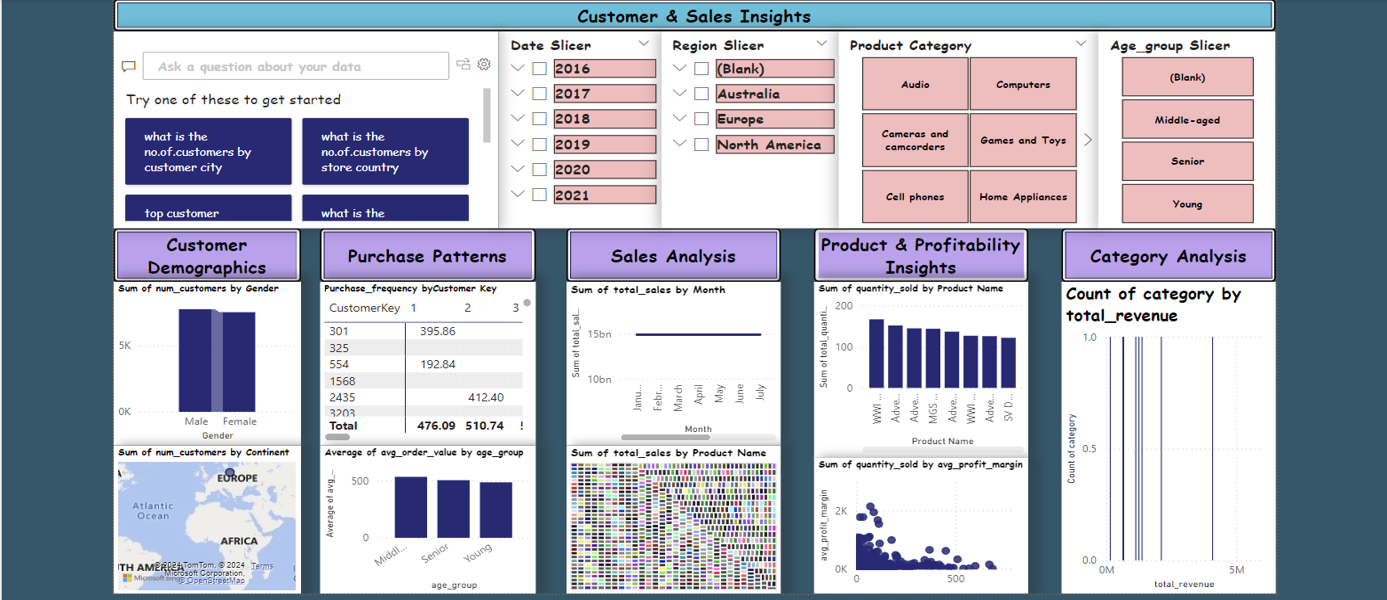 Customer & Sales Insights
Ask a question about your data
Try one of these to get started
what is the
no.of.customers by
customer city
what is the
no.of.customers by
store country
top customer
what is the
Date Slicer
2016
2017
2018
2019
2020
2021
Region Slicer
(Blank)
Australia
Europe
North America
Product Category
Audio
Computers
Cameras and
camcorders
Games and Toys
Cell phones
Home Appliances
Age_group Slicer
(Blank)
Middle-aged
Senior
Young
Customer
Demographics
Sum of num_customers by Gender
5K
0K
Male
Female
Gender
Sum of num_customers by Continent
EUROPE
Atlantic
Ocean
AFRICA
© 2024 TomTom, © 2024
Microsoft Corporation,
© OpenStreetMap
Terms
Microsoft
Purchase Patterns
Purchase_frequency byCustomer Key
CustomerKey 1 2 3
301 395.86
325
554 192.84
1568
2435 412.40
3203
Total 476.09 510.74
Average of avg_order_value by age_group
Average of avg_...
500
0
Middl...
Senior
Young
age_group
Sales Analysis
Sum of total_sales by Month
Sum of total_sal...
15bn
10bn
Janu...
Febr...
March
April
May
June
July
Month
Sum of total_sales by Product Name
Product & Profitability
Insights
Sum of quantity_sold by Product Name
Sum of total_quanti...
200
100
0
WWI ...
Adve...
Adve...
MGS ...
Adve...
WWI ...
Adve...
SV D...
Product Name
Sum of quantity_sold by avg_profit_margin
avg_profit_margin
2K
0K
0
500
Category Analysis
Count of category by
total_revenue
Count of category
1.0
0.5
0.0
0M
5M
total_revenue